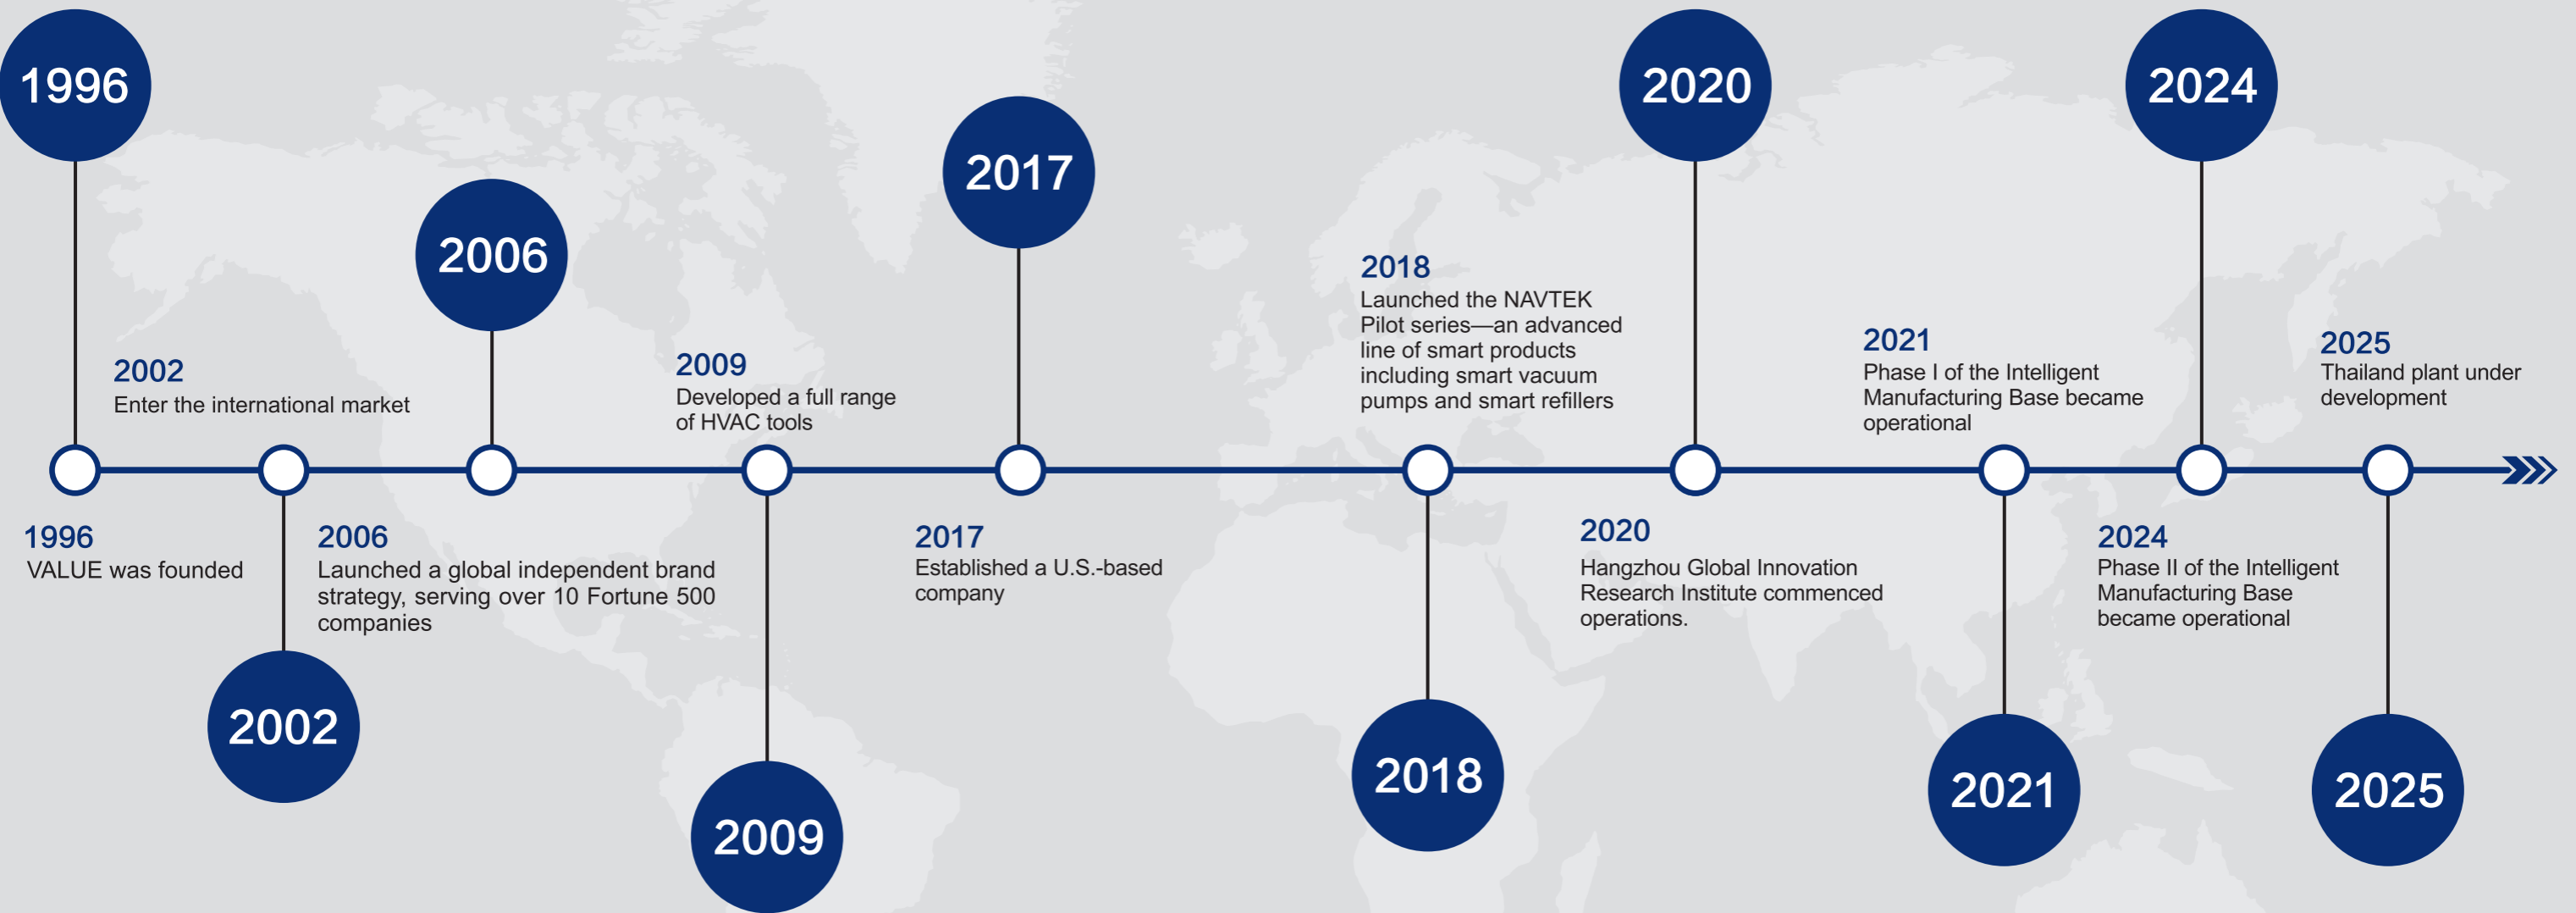 1996
2006
2017
2020
2024
2002
Enter the international market
2009
Developed a full range
of HVAC tools
2018
Launched the NAVTEK
Pilot series—an advanced
line of smart products
including smart vacuum
pumps and smart refillers
2021
Phase I of the Intelligent
Manufacturing Base became
operational
2025
Thailand plant under
development
1996
VALUE was founded
2006
Launched a global independent brand
strategy, serving over 10 Fortune 500
companies
2017
Established a U.S.-based
company
2020
Hangzhou Global Innovation
Research Institute commenced
operations.
2024
Phase II of the Intelligent
Manufacturing Base
became operational
2002
2009
2018
2021
2025